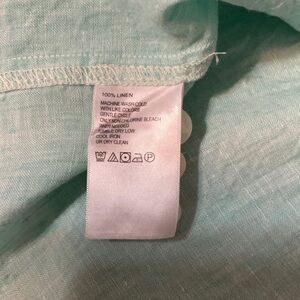 100% LINEN
MACHINE WASH COLD
WITH LIKE COLORS
GENTLE CYCLE
ONLY NON CHLORINE BLEACH
WHEN NEEDED
TUMBLE DRY LOW
COOL IRON
OR DRY CLEAN